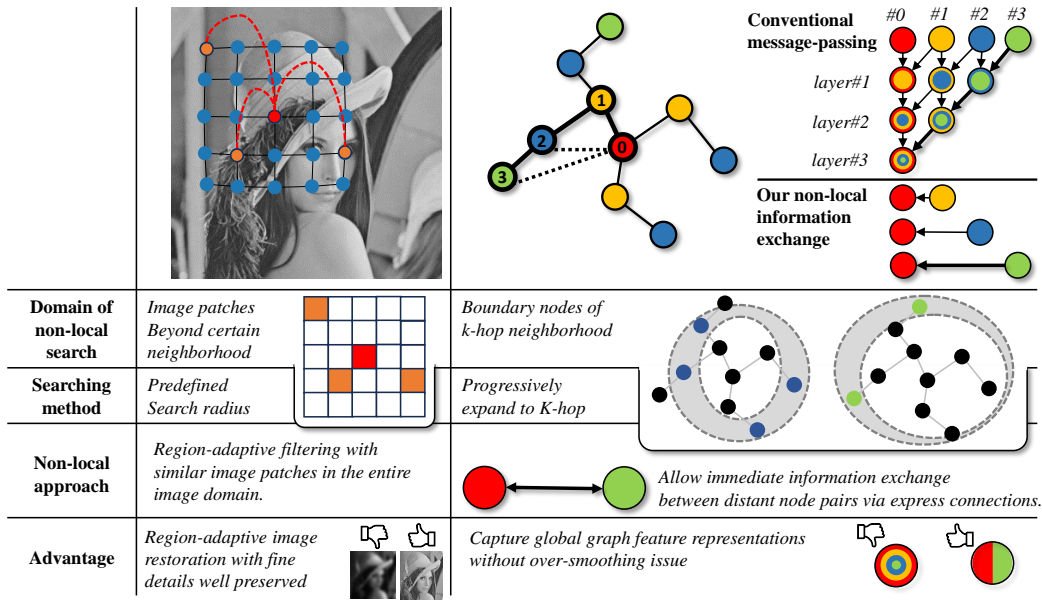 Conventional
message-passing
#0 #1 #2 #3
layer#1
layer#2
layer#3
1
2
0
3
Our non-local
information
exchange
Domain of
non-local
search
Image patches
Beyond certain
neighborhood
Boundary nodes of
k-hop neighborhood
Searching
method
Predefined
Search radius
Progressively
expand to K-hop
Non-local
approach
Region-adaptive filtering with
similar image patches in the entire
image domain.
Allow immediate information exchange
between distant node pairs via express connections.
Advantage
Region-adaptive image
restoration with fine
details well preserved
Capture global graph feature representations
without over-smoothing issue